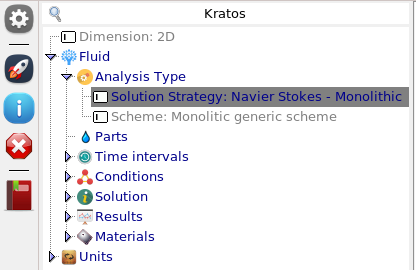 Kratos
Dimension: 2D
Fluid
Analysis Type
Solution Strategy: Navier Stokes - Monolithic
Scheme: Monolitic generic scheme
Parts
Time intervals
Conditions
Solution
Results
Materials
Units